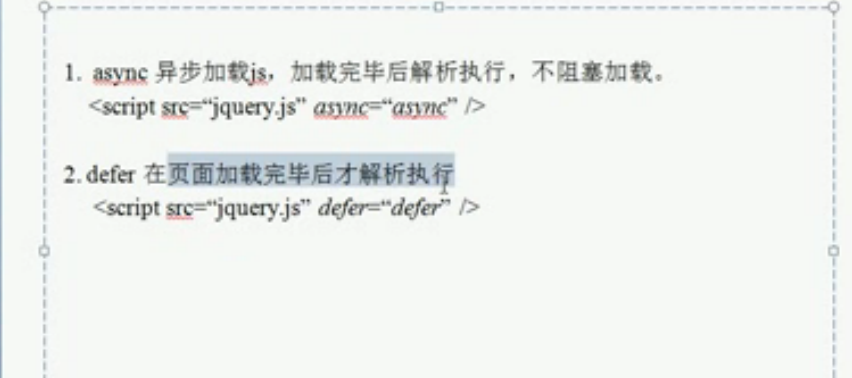 1. async 异步加载js，加载完毕后解析执行，不阻塞加载。
<script src=“jquery.js” async=“async” />
2. defer 在页面加载完毕后才解析执行
<script src=“jquery.js” defer=“defer” />